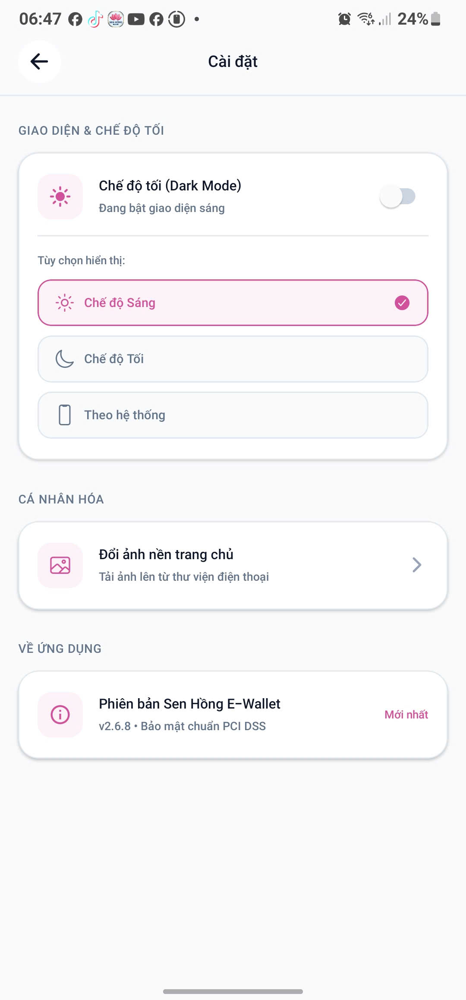 06:47
SEN HỒNG
BANK
24%
Cài đặt
GIAO DIỆN & CHẾ ĐỘ TỐI
Chế độ tối (Dark Mode)
Đang bật giao diện sáng
Tùy chọn hiển thị:
Chế độ Sáng
Chế độ Tối
Theo hệ thống
CÁ NHÂN HÓA
Đổi ảnh nền trang chủ
Tải ảnh lên từ thư viện điện thoại
VỀ ỨNG DỤNG
Phiên bản Sen Hồng E-Wallet
v2.6.8 • Bảo mật chuẩn PCI DSS
Mới nhất